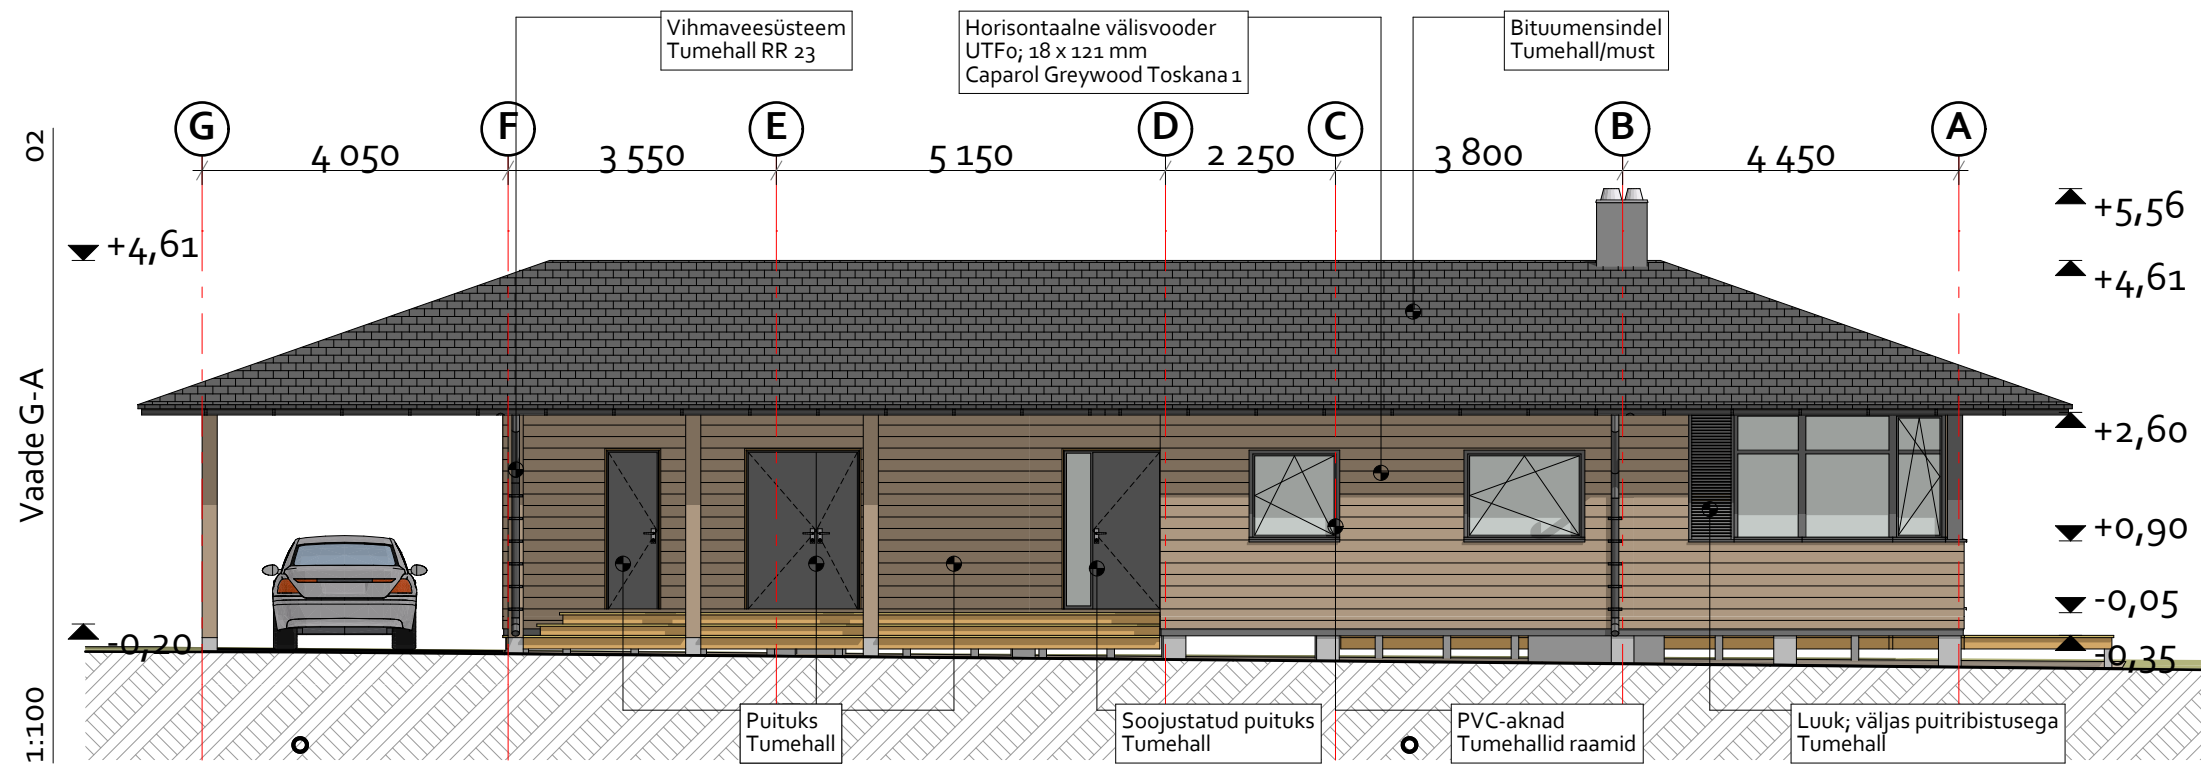 Vihmaveesüsteem
Tumehall RR 23
Horisontaalne välisvooder
UTF0; 18 x 121 mm
Caparol Greywood Toskana 1
Bituumensindel
Tumehall/must
G
F
E
D
C
B
A
4 050
3 550
5 150
2 250
3 800
4 450
+4,61
-0,20
+5,56
+4,61
+2,60
+0,90
-0,05
-0,35
02
Vaade G-A
1:100
Puituks
Tumehall
Soojustatud puituks
Tumehall
PVC-aknad
Tumehallid raamid
Luuk; väljas puitribistusega
Tumehall